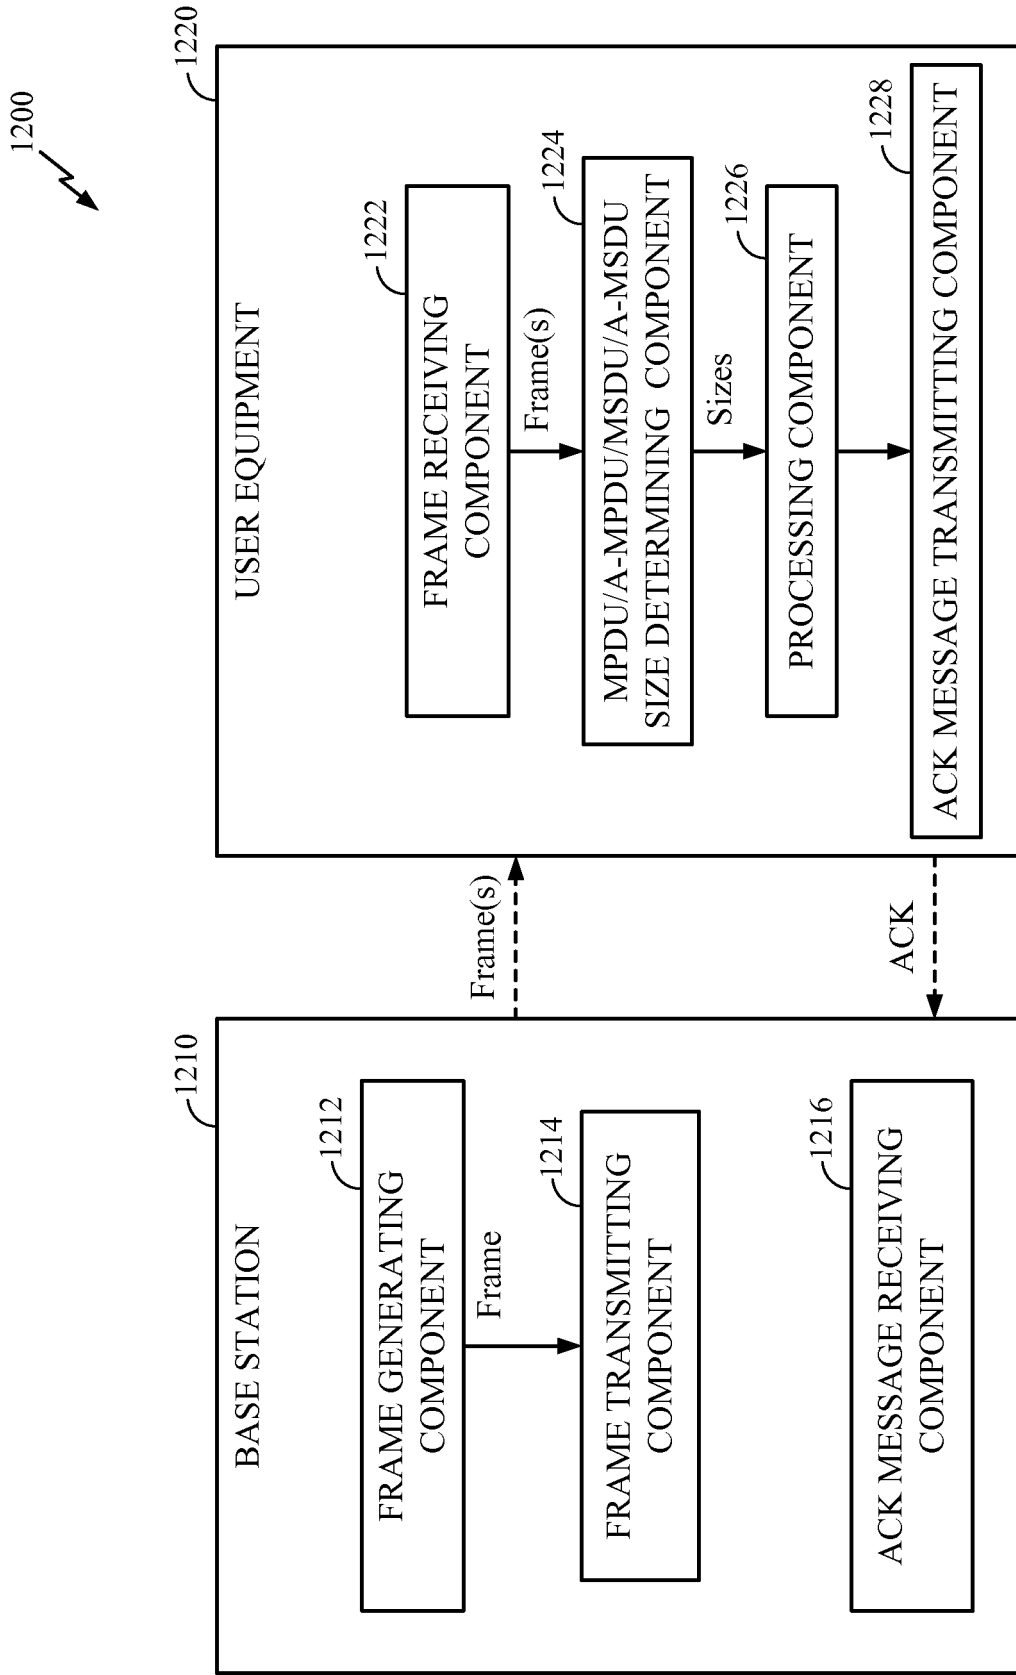 1200
1210
BASE STATION
1212
FRAME GENERATING
COMPONENT
Frame
1214
FRAME TRANSMITTING
COMPONENT
1216
ACK MESSAGE RECEIVING
COMPONENT
Frame(s)
ACK
1220
USER EQUIPMENT
1222
FRAME RECEIVING
COMPONENT
Frame(s)
1224
MPDU/A-MPDU/MSDU/A-MSDU
SIZE DETERMINING COMPONENT
Sizes
1226
PROCESSING COMPONENT
1228
ACK MESSAGE TRANSMITTING COMPONENT